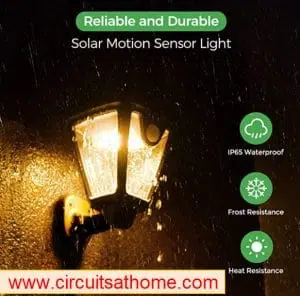 Reliable and Durable
Solar Motion Sensor Light
IP65 Waterproof
Frost Resistance
Heat Resistance
www.circuitsathome.com